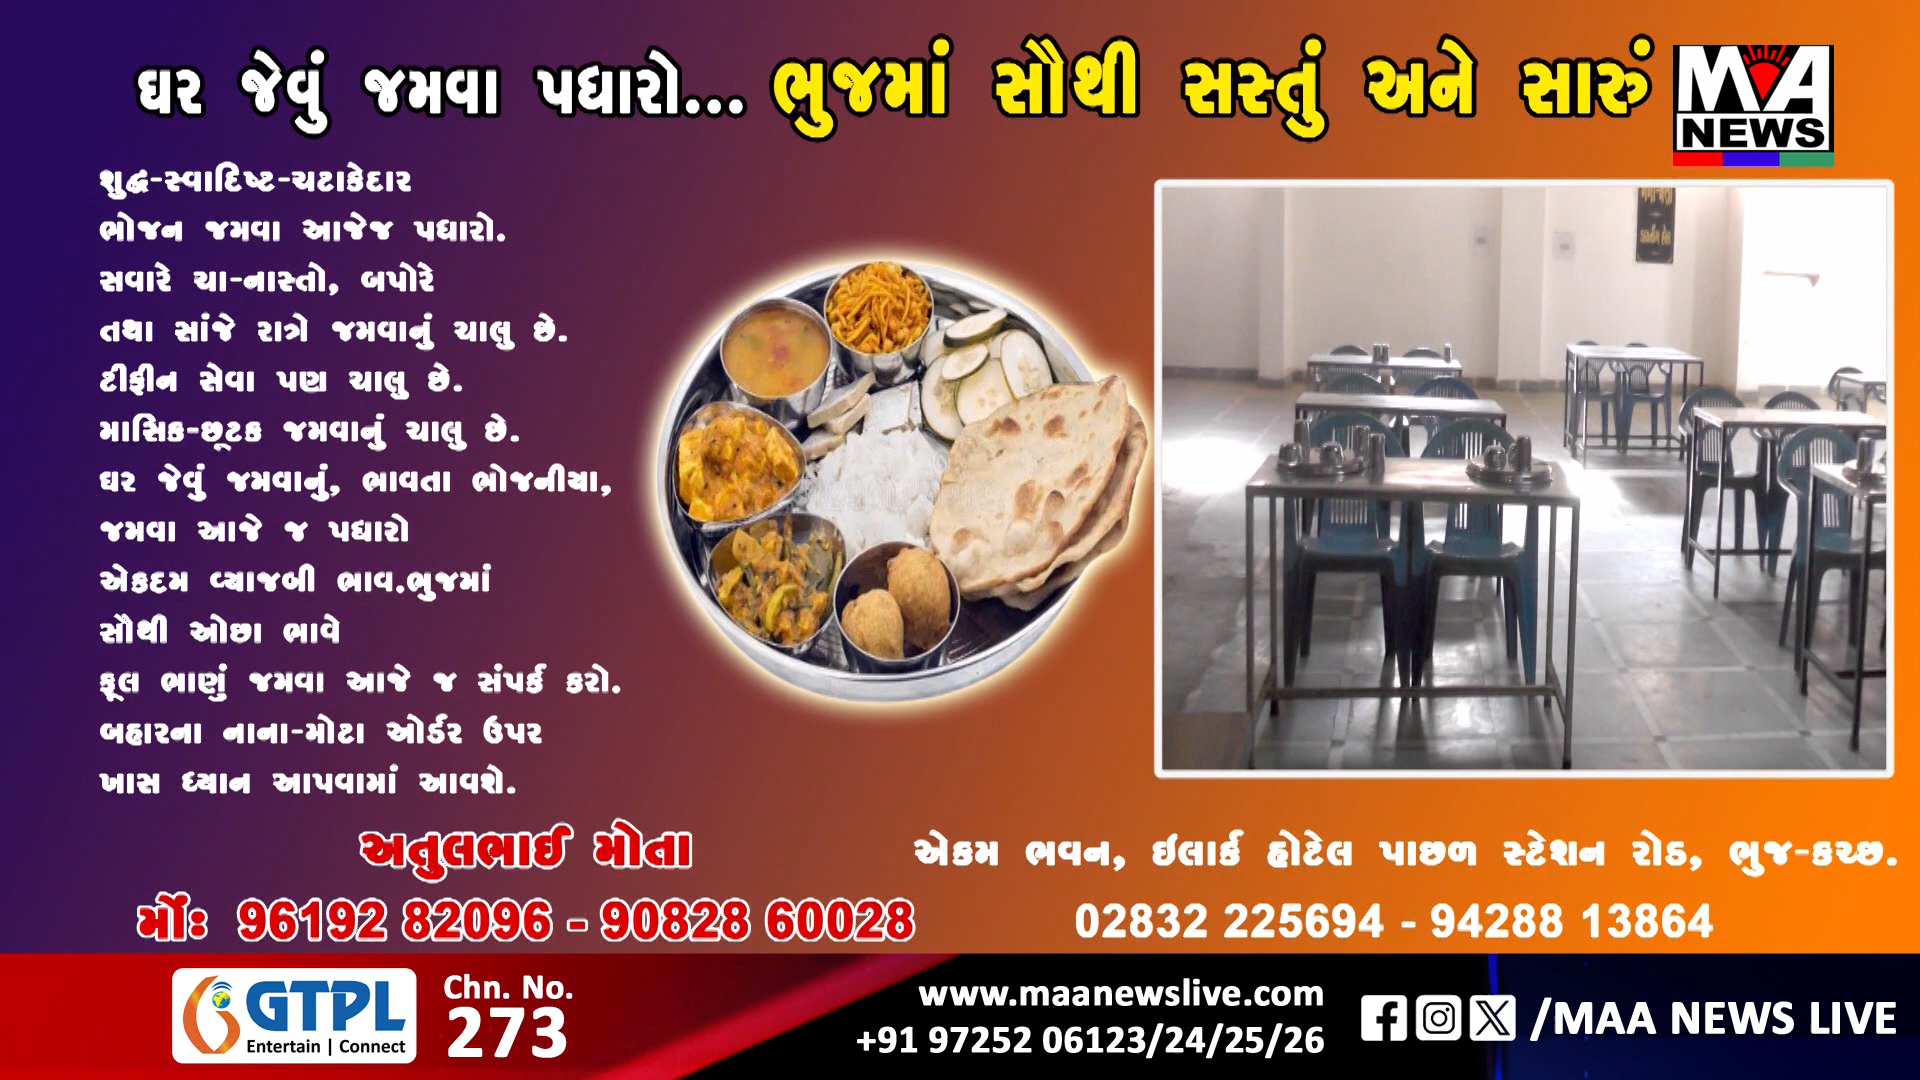 ઘર જેવું જમવા પધારો... ભુજમાં સૌથી સસ્તું અને સારું
MAA
NEWS
શુદ્ધ-સ્વાદિષ્ટ-ચટાકેદાર
ભોજન જમવા આજેજ પધારો.
સવારે ચા-નાસ્તો, બપોરે
તથા સાંજે રાત્રે જમવાનું ચાલુ છે.
ટીફીન સેવા પણ ચાલુ છે.
માસિક-છૂટક જમવાનું ચાલુ છે.
ઘર જેવું જમવાનું, ભાવતા ભોજનીયા,
જમવા આજે જ પધારો
એકદમ વ્યાજબી ભાવ.ભુજમાં
સૌથી ઓછા ભાવે
ફૂલ ભાણું જમવા આજે જ સંપર્ક કરો.
બહારના નાના-મોટા ઓર્ડર ઉપર
ખાસ ધ્યાન આપવામાં આવશે.
અતુલભાઈ મોતા
મોં: 96192 82096 - 90828 60028
એકમ ભવન, ઇલાર્ક હોટેલ પાછળ સ્ટેશન રોડ, ભુજ-કચ્છ.
02832 225694 - 94288 13864
GTPL
Entertain | Connect
Chn. No.
273
www.maanewslive.com
+91 97252 06123/24/25/26
/MAA NEWS LIVE